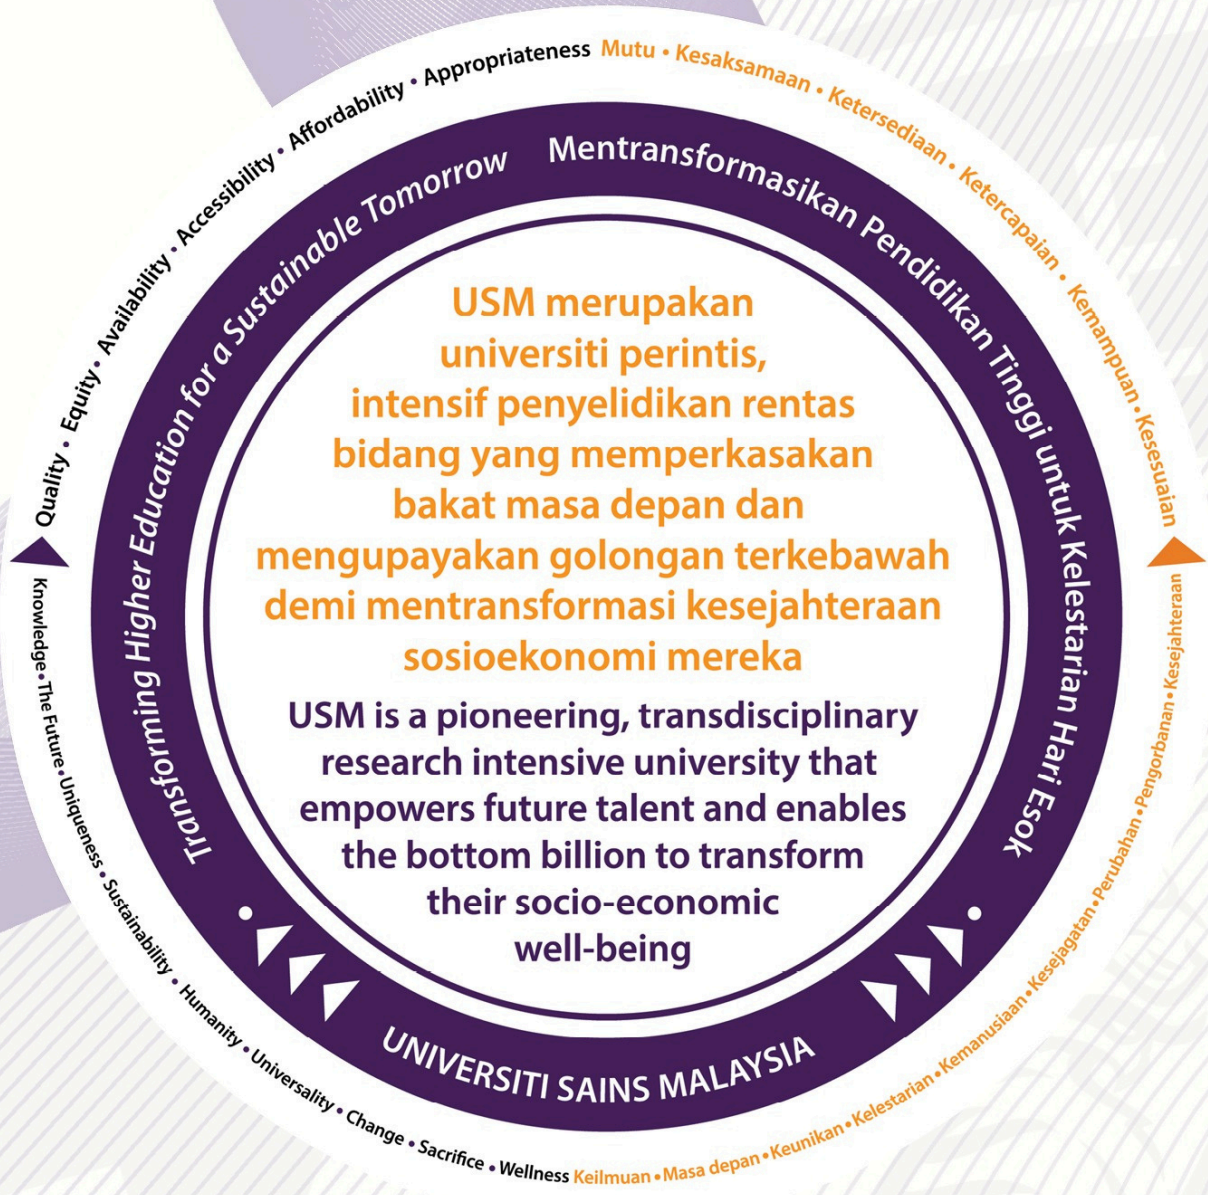 Quality • Equity • Availability • Accessibility • Affordability • Appropriateness
Mutu • Kesaksamaan • Ketersediaan • Ketercapaian • Kemampuan • Kesesuaian
Transforming Higher Education for a Sustainable Tomorrow
Mentransformasikan Pendidikan Tinggi untuk Kelestarian Hari Esok
USM merupakan
universiti perintis,
intensif penyelidikan rentas
bidang yang memperkasakan
bakat masa depan dan
mengupayakan golongan terkebawah
demi mentransformasi kesejahteraan
sosioekonomi mereka
USM is a pioneering, transdisciplinary
research intensive university that
empowers future talent and enables
the bottom billion to transform
their socio-economic
well-being
UNIVERSITI SAINS MALAYSIA
Knowledge • The Future • Uniqueness • Sustainability • Humanity • Universality • Change • Sacrifice • Wellness
Keilmuan • Masa depan • Keunikan • Kelestarian • Kemanusiaan • Kesejagatan • Perubahan • Pengorbanan • Kesejahteraan